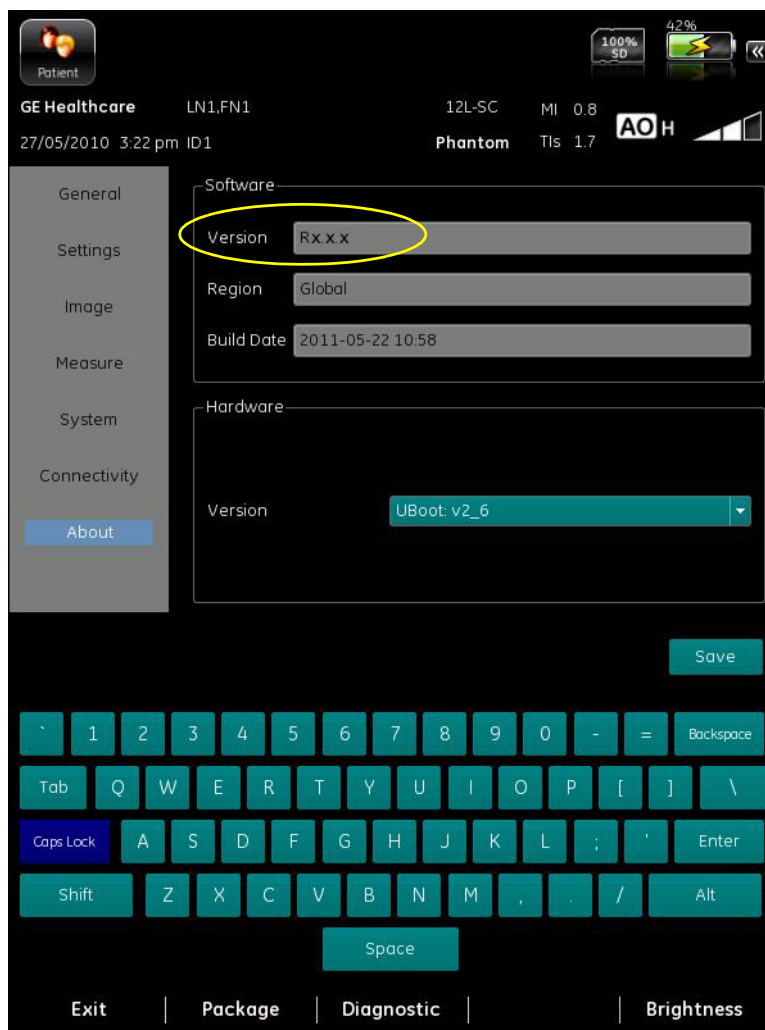 42%
100%
SD
Patient
GE Healthcare LN1,FN1 12L-SC MI 0.8
AO H
27/05/2010 3:22 pm ID1 Phantom TIs 1.7
General
Settings
Image
Measure
System
Connectivity
About
Software
Version Rx.x.x
Region Global
Build Date 2011-05-22 10:58
Hardware
Version UBoot: v2_6
Save
` 1 2 3 4 5 6 7 8 9 0 - = Backspace
Tab Q W E R T Y U I O P [ ] \
Caps Lock A S D F G H J K L ; ' Enter
Shift Z X C V B N M , . / Alt
Space
Exit | Package | Diagnostic | | Brightness